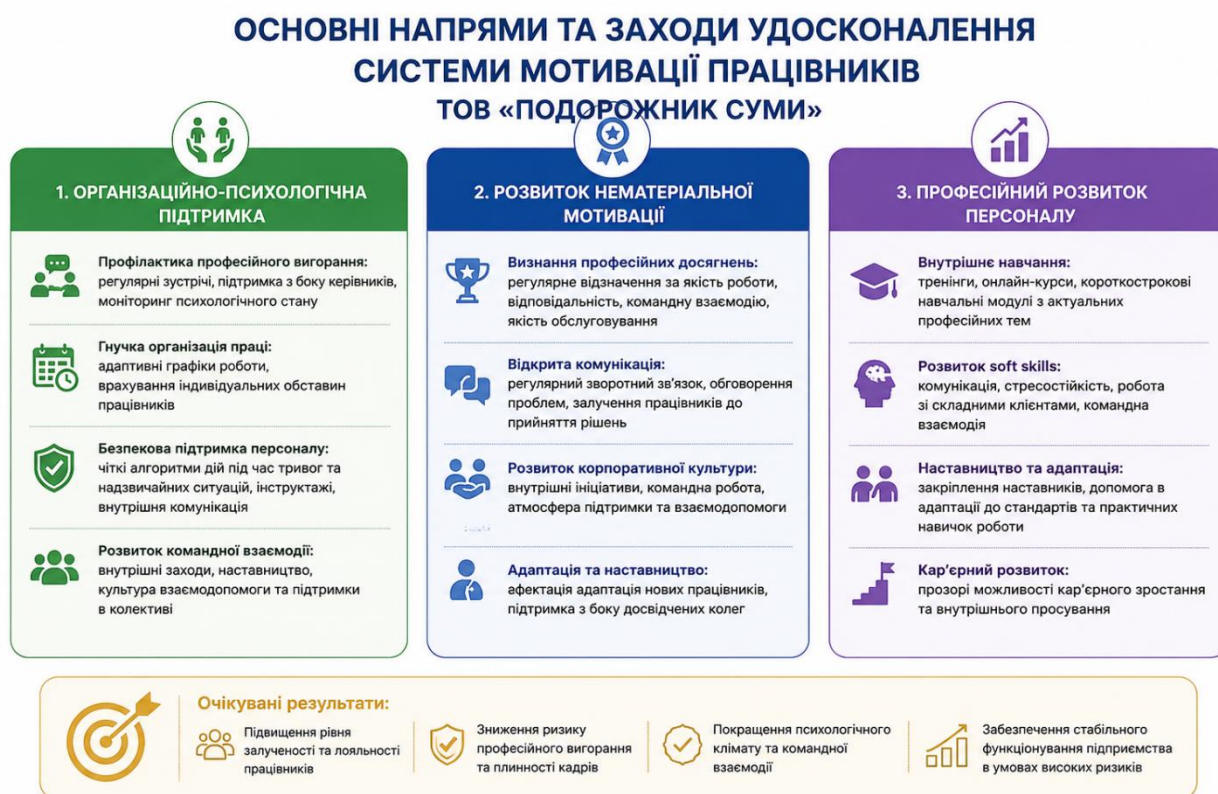 ОСНОВНІ НАПРЯМИ ТА ЗАХОДИ УДОСКОНАЛЕННЯ
СИСТЕМИ МОТИВАЦІЇ ПРАЦІВНИКІВ
ТОВ «ПОДОРОЖНИК СУМИ»
1. ОРГАНІЗАЦІЙНО-ПСИХОЛОГІЧНА
ПІДТРИМКА
Профілактика професійного вигорання:
регулярні зустрічі, підтримка з боку керівників,
моніторинг психологічного стану
Гнучка організація праці:
адаптивні графіки роботи,
врахування індивідуальних обставин
працівників
Безпекова підтримка персоналу:
чіткі алгоритми дій під час тривог та
надзвичайних ситуацій, інструктажі,
внутрішня комунікація
Розвиток командної взаємодії:
внутрішні заходи, наставництво,
культура взаємодопомоги та підтримки
в колективі
2. РОЗВИТОК НЕМАТЕРІАЛЬНОЇ
МОТИВАЦІЇ
Визнання професійних досягнень:
регулярне відзначення за якість роботи,
відповідальність, командну взаємодію,
якість обслуговування
Відкрита комунікація:
регулярний зворотний зв'язок, обговорення
проблем, залучення працівників до
прийняття рішень
Розвиток корпоративної культури:
внутрішні ініціативи, командна робота,
атмосфера підтримки та взаємодопомоги
Адаптація та наставництво:
афектація адаптація нових працівників,
підтримка з боку досвідчених колег
3. ПРОФЕСІЙНИЙ РОЗВИТОК
ПЕРСОНАЛУ
Внутрішнє навчання:
тренінги, онлайн-курси, короткострокові
навчальні модулі з актуальних
професійних тем
Розвиток soft skills:
комунікація, стресостійкість, робота
зі складними клієнтами, командна
взаємодія
Наставництво та адаптація:
закріплення наставників, допомога в
адаптації до стандартів та практичних
навичок роботи
Кар'єрний розвиток:
прозорі можливості кар'єрного зростання
та внутрішнього просування
Очікувані результати:
Підвищення рівня
залученості та лояльності
працівників
Зниження ризику
професійного вигорання
та плинності кадрів
Покращення психологічного
клімату та командної
взаємодії
Забезпечення стабільного
функціонування підприємства
в умовах високих ризиків